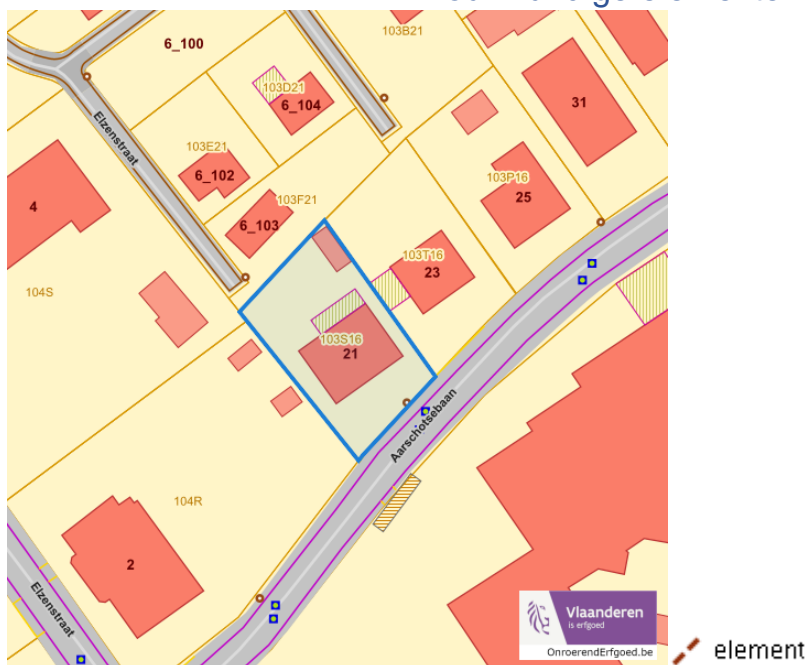 6_100
103B21
103D21
6_104
31
Elzenstraat
103E21
6_102
103P16
25
4
103F21
6_103
103T16
23
104S
103S16
21
Aarschotsebaan
104R
2
Elzenstraat
Vlaanderen
is erfgoed
OnroerendErfgoed.be
element